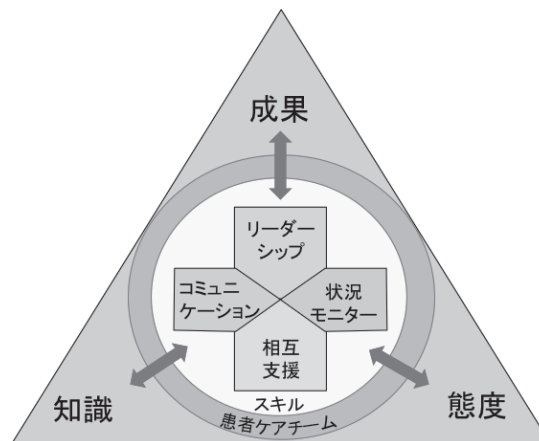 成果
リーダー
シップ
コミュニ
ケーション
状況
モニター
相互
支援
スキル
患者ケアチーム
知識
態度